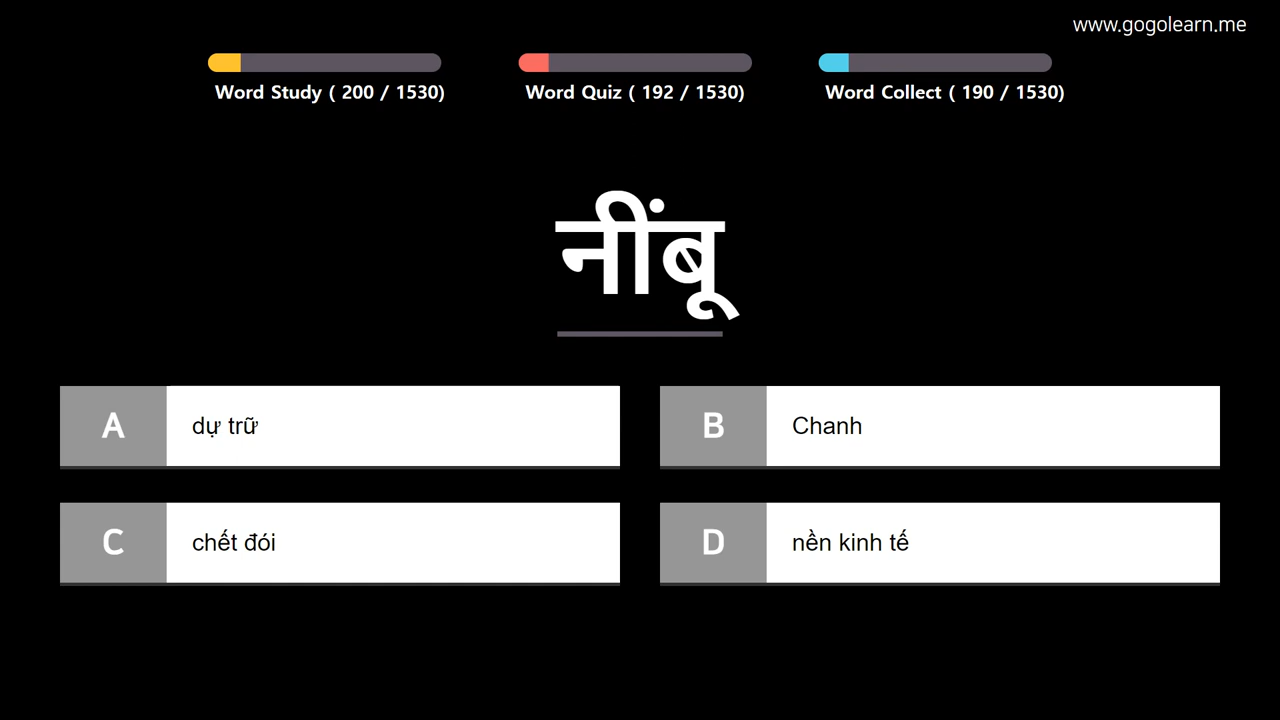 www.gogolearn.me
Word Study ( 200 / 1530)
Word Quiz ( 192 / 1530)
Word Collect ( 190 / 1530)
नींबू
A dự trữ
B Chanh
C chết đói
D nền kinh tế